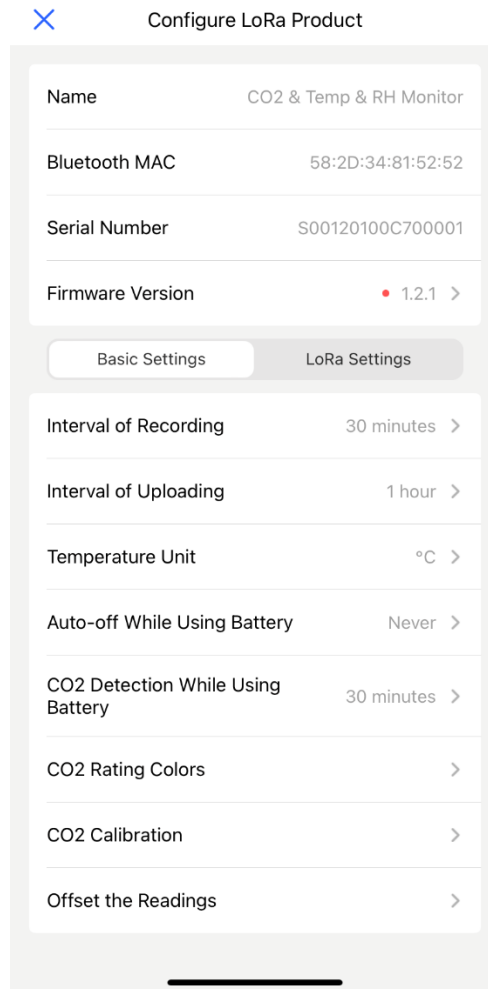 Configure LoRa Product
Name CO2 & Temp & RH Monitor
Bluetooth MAC 58:2D:34:81:52:52
Serial Number S00120100C700001
Firmware Version 1.2.1
Basic Settings LoRa Settings
Interval of Recording 30 minutes
Interval of Uploading 1 hour
Temperature Unit °C
Auto-off While Using Battery Never
CO2 Detection While Using
Battery 30 minutes
CO2 Rating Colors
CO2 Calibration
Offset the Readings